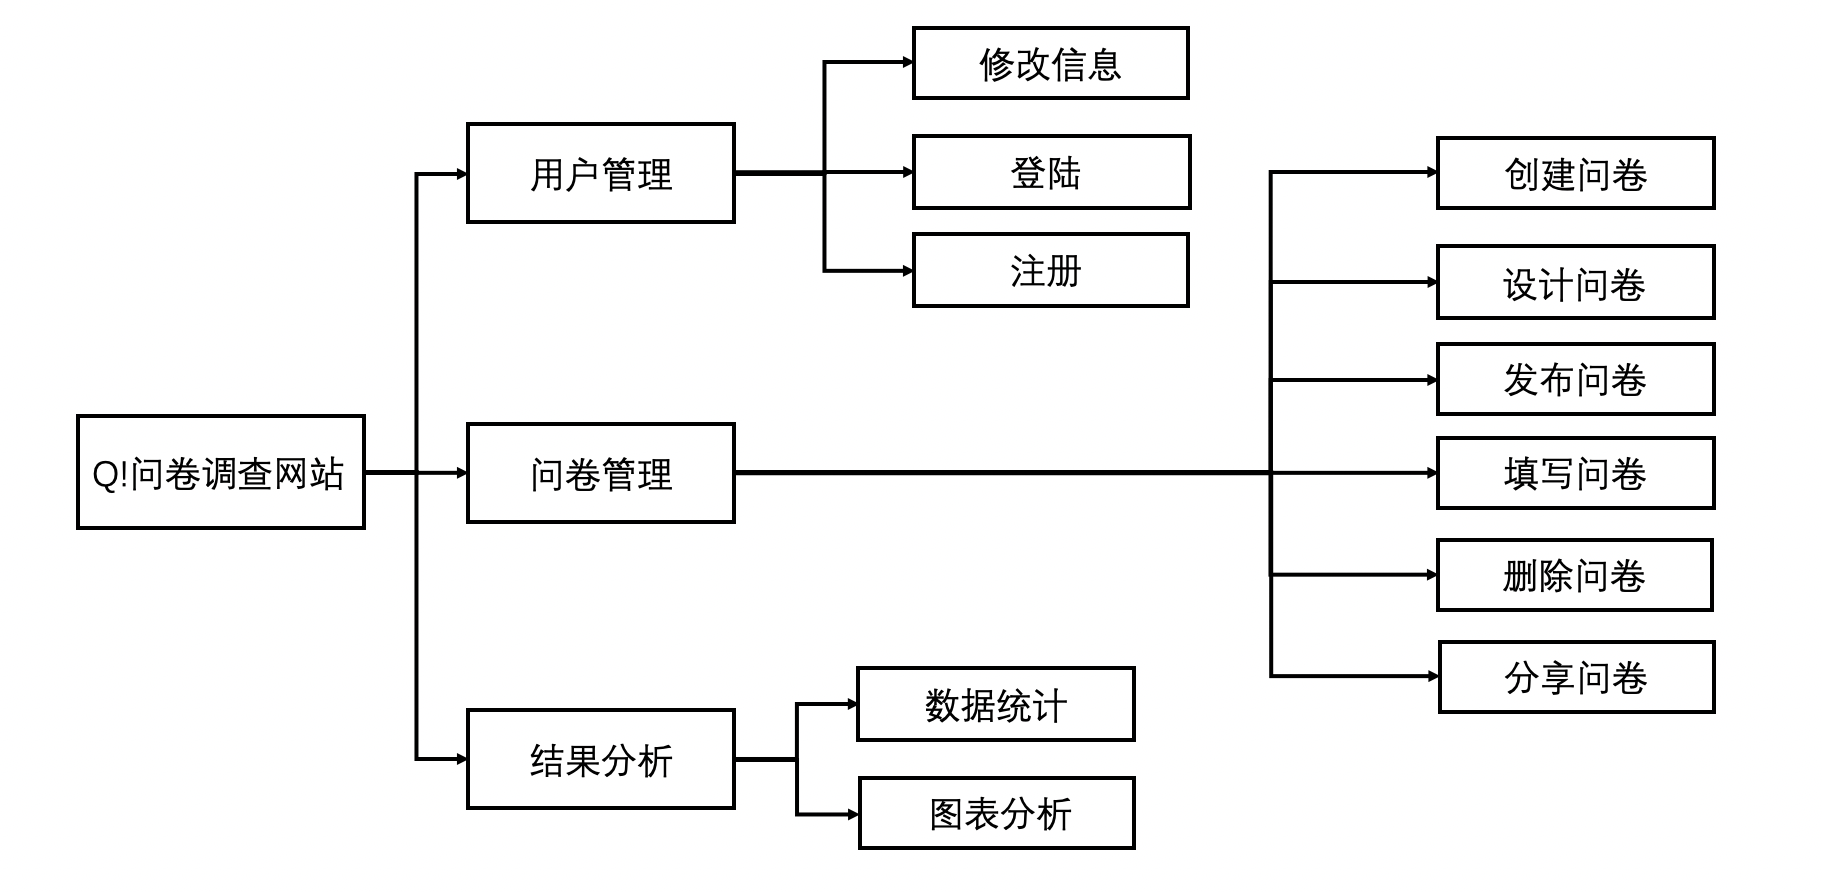 Q!问卷调查网站
用户管理
修改信息
登陆
注册
问卷管理
创建问卷
设计问卷
发布问卷
填写问卷
删除问卷
分享问卷
结果分析
数据统计
图表分析